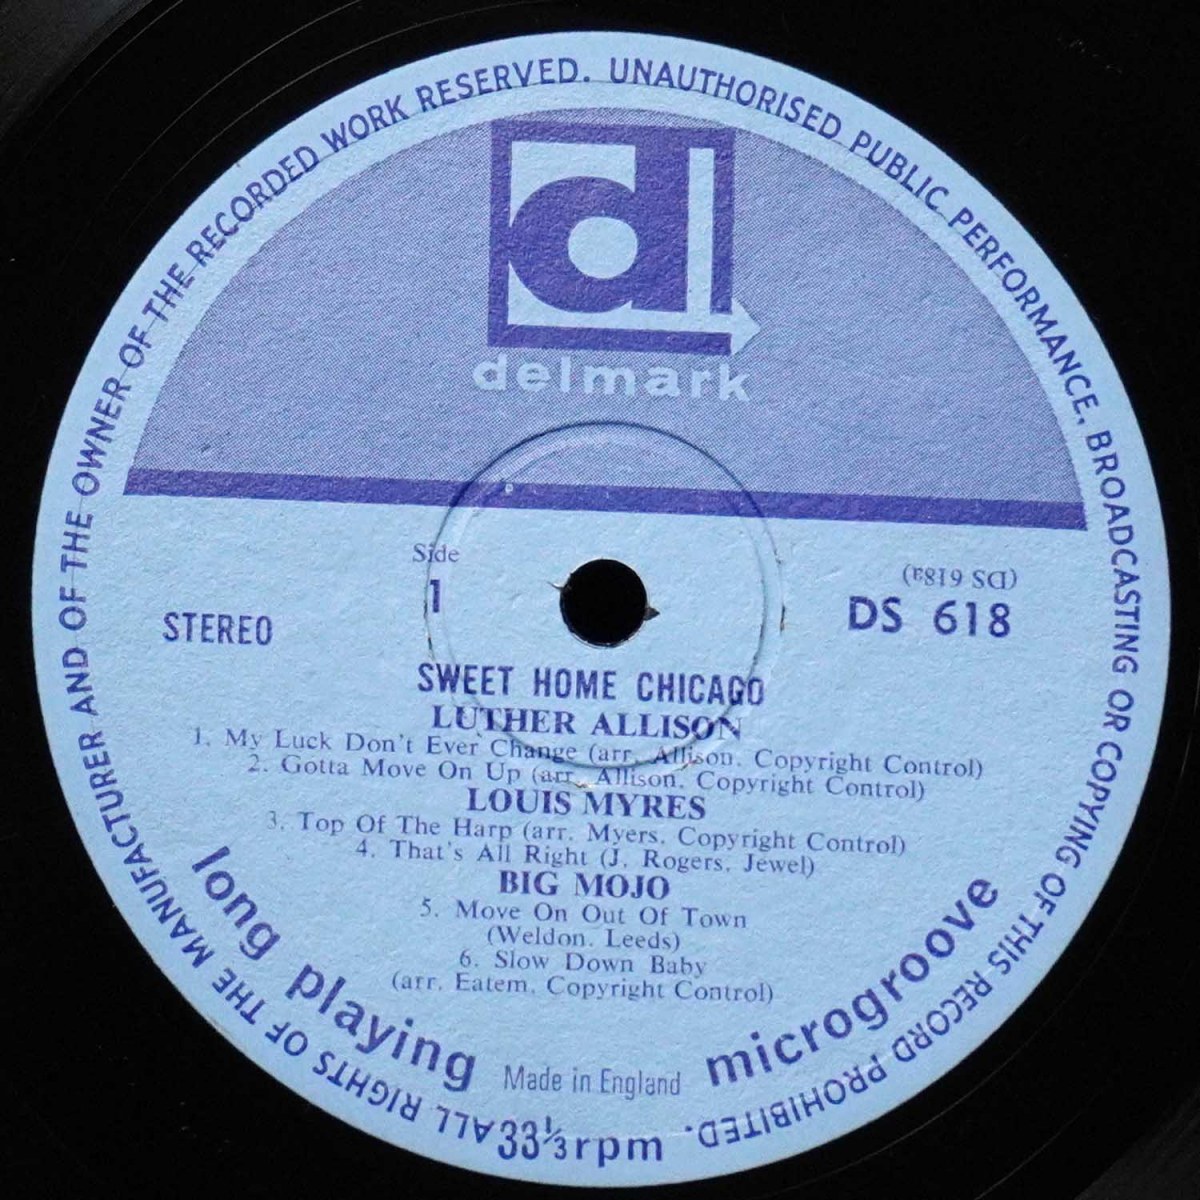 ALL RIGHTS OF THE MANUFACTURER AND OF THE OWNER OF THE RECORDED WORK RESERVED. UNAUTHORISED PUBLIC PERFORMANCE, BROADCASTING OR COPYING OF THIS RECORD PROHIBITED.
d
delmark
Side
1
STEREO
(DS 618a)
DS 618
SWEET HOME CHICAGO
LUTHER ALLISON
1. My Luck Don't Ever Change (arr. Allison. Copyright Control)
2. Gotta Move On Up (arr. Allison. Copyright Control)
LOUIS MYRES
3. Top Of The Harp (arr. Myers. Copyright Control)
4. That's All Right (J. Rogers. Jewel)
BIG MOJO
5. Move On Out Of Town
(Weldon. Leeds)
6. Slow Down Baby
(arr. Eatem. Copyright Control)
long playing
microgroove
Made in England
33⅓rpm